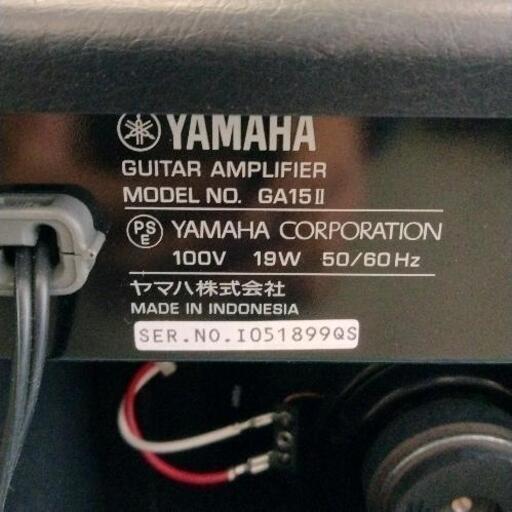 YAMAHA
GUITAR AMPLIFIER
MODEL NO. GA15Ⅱ
PSE YAMAHA CORPORATION
100V 19W 50/60Hz
ヤマハ株式会社
MADE IN INDONESIA
SER.NO.I051899QS